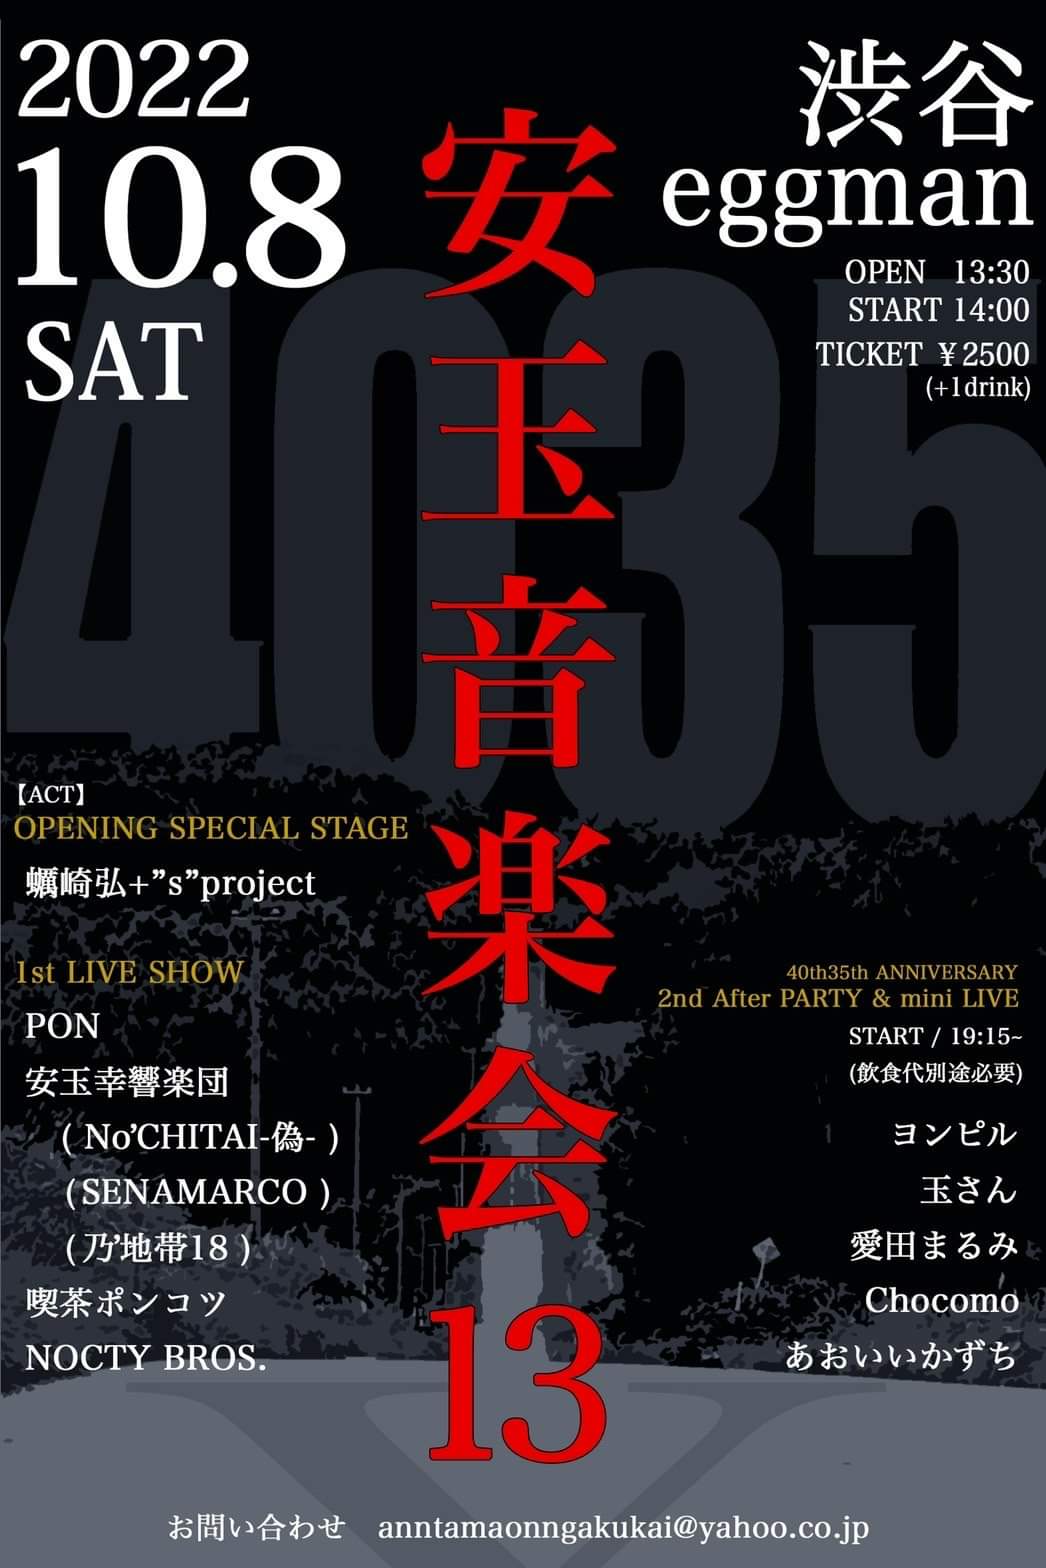 2022
10.8
SAT
渋谷
eggman
OPEN 13:30
START 14:00
TICKET ¥2500
(+1drink)
4035
安玉音楽会13
【ACT】
OPENING SPECIAL STAGE
蠣崎弘+”s”project
1st LIVE SHOW
PON
安玉幸響楽団
( No’CHITAI-偽- )
(SENAMARCO )
(乃’地帯18 )
喫茶ポンコツ
NOCTY BROS.
40th35th ANNIVERSARY
2nd After PARTY & mini LIVE
START / 19:15~
(飲食代別途必要)
ヨンピル
玉さん
愛田まるみ
Chocomo
あおいいかずち
お問い合わせ anntamaonngakukai@yahoo.co.jp